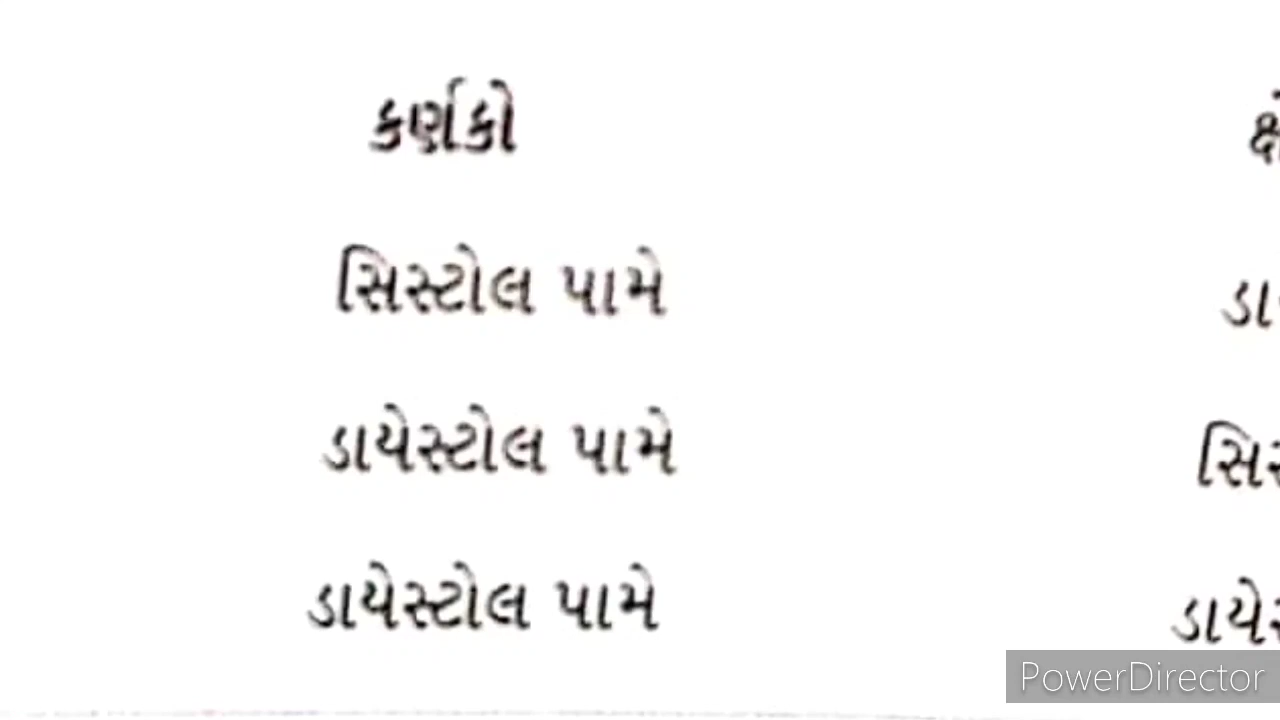 કર્ણકો
સિસ્ટોલ પામે
ડાયેસ્ટોલ પામે
ડાયેસ્ટોલ પામે
PowerDirector